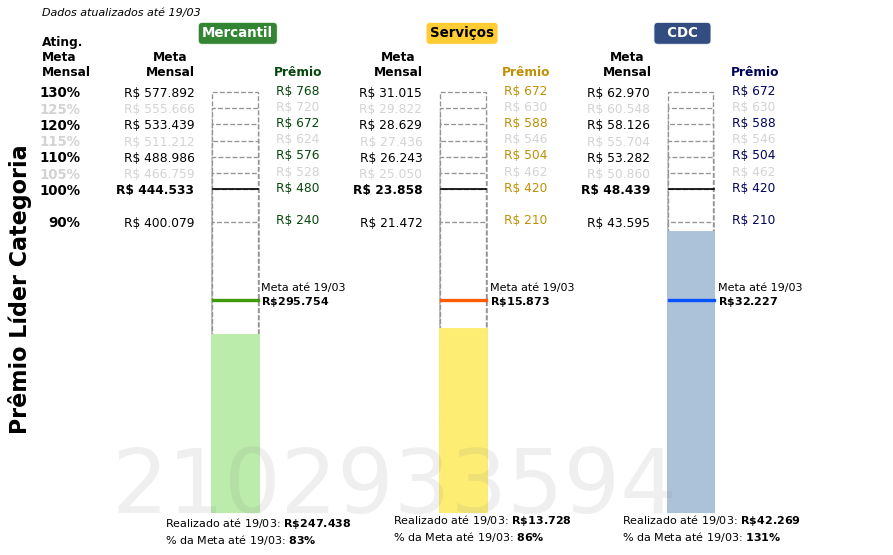 Dados atualizados até 19/03
Mercantil Serviços CDC
Ating.
Meta
Mensal
Meta
Mensal Prêmio Meta
Mensal Prêmio Meta
Mensal Prêmio
130% R$ 577.892 R$ 768 R$ 31.015 R$ 672 R$ 62.970 R$ 672
125% R$ 555.666 R$ 720 R$ 29.822 R$ 630 R$ 60.548 R$ 630
120% R$ 533.439 R$ 672 R$ 28.629 R$ 588 R$ 58.126 R$ 588
115% R$ 511.212 R$ 624 R$ 27.436 R$ 546 R$ 55.704 R$ 546
110% R$ 488.986 R$ 576 R$ 26.243 R$ 504 R$ 53.282 R$ 504
105% R$ 466.759 R$ 528 R$ 25.050 R$ 462 R$ 50.860 R$ 462
100% R$ 444.533 R$ 480 R$ 23.858 R$ 420 R$ 48.439 R$ 420
90% R$ 400.079 R$ 240 R$ 21.472 R$ 210 R$ 43.595 R$ 210
Prêmio Líder Categoria
Meta até 19/03
R$295.754
Meta até 19/03
R$15.873
Meta até 19/03
R$32.227
2102933594
Realizado até 19/03: R$247.438
% da Meta até 19/03: 83%
Realizado até 19/03: R$13.728
% da Meta até 19/03: 86%
Realizado até 19/03: R$42.269
% da Meta até 19/03: 131%